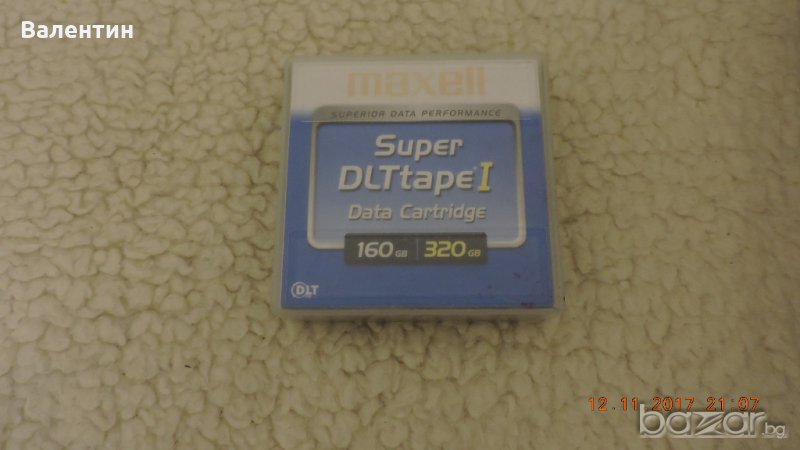 Валентин
maxell
SUPERIOR DATA PERFORMANCE
Super
DLTtape I
Data Cartridge
160 GB 320 GB
DLT
12.11.2017 21:07
bazar.bg